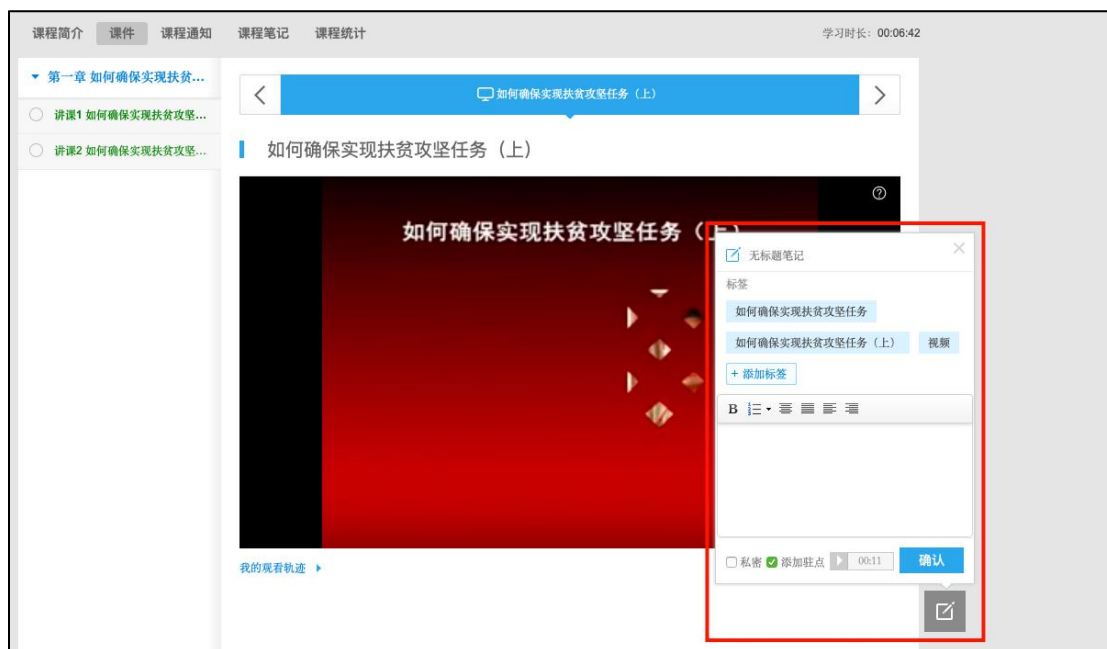 课程简介 课件 课程通知 课程笔记 课程统计 学习时长：00:06:42
第一章 如何确保实现扶贫...
讲课1 如何确保实现扶贫攻坚...
讲课2 如何确保实现扶贫攻坚...
如何确保实现扶贫攻坚任务（上）
如何确保实现扶贫攻坚任务（上）
如何确保实现扶贫攻坚任务（上）
我的观看轨迹
无标题笔记
标签
如何确保实现扶贫攻坚任务
如何确保实现扶贫攻坚任务（上） 视频
+ 添加标签
B
私密 添加驻点 00:11 确认